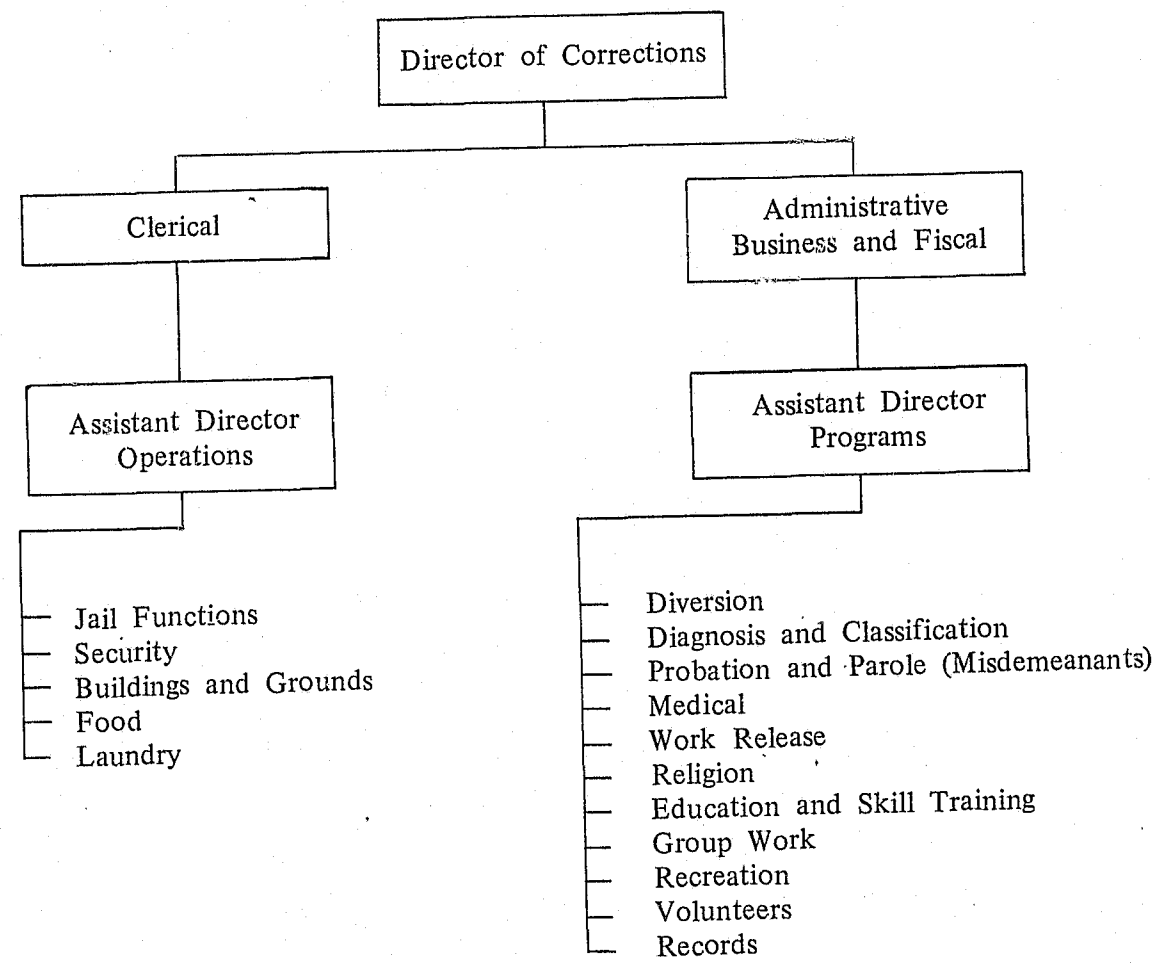 Director of Corrections
Clerical
Administrative
Business and Fiscal
Assistant Director
Operations
Assistant Director
Programs
Jail Functions
Security
Buildings and Grounds
Food
Laundry
Diversion
Diagnosis and Classification
Probation and Parole (Misdemeanants)
Medical
Work Release
Religion
Education and Skill Training
Group Work
Recreation
Volunteers
Records